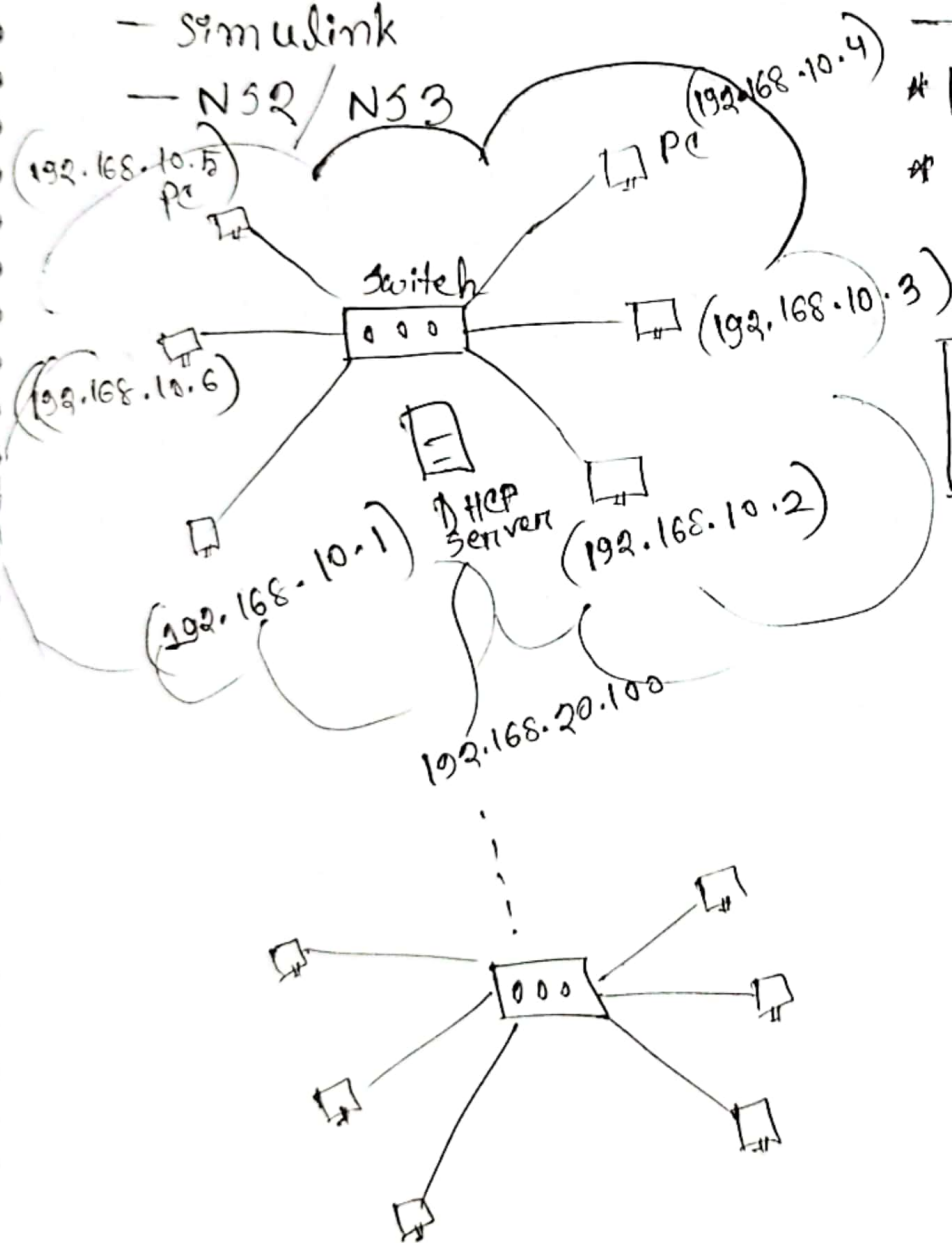 — Simulink
— NS2 / NS3
(192.168.10.4)
PC
(192.168.10.5)
PC
Switch
(192.168.10.3)
(192.168.10.6)
DHCP
Server
(192.168.10.2)
(192.168.10.1)
192.168.20.100